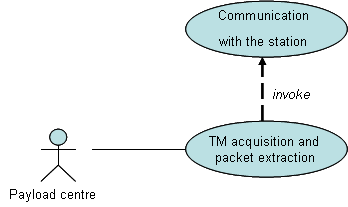 Communication
with the station
invoke
TM acquisition and
packet extraction
Payload centre